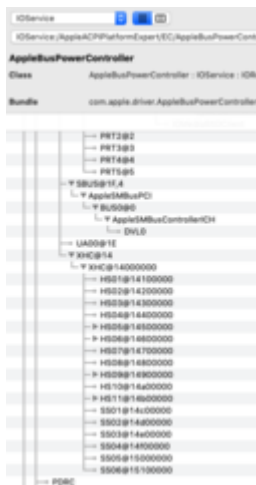 IOService
IOService:/AppleACPIPlatformExpert/EC/AppleBusPowerCont
AppleBusPowerController
Class AppleBusPowerController : IOService : IOR
Bundle com.apple.driver.AppleBusPowerController
PRT2@2
PRT3@3
PRT4@4
PRT5@5
SBUS@1F,4
AppleSMBusPCI
BUS0@0
AppleSMBusControllerICH
DVL0
UA00@1E
XHC@14
XHC@14000000
HS01@14100000
HS02@14200000
HS03@14300000
HS04@14400000
HS05@14500000
HS06@14600000
HS07@14700000
HS08@14800000
HS09@14900000
HS10@14a00000
HS11@14b00000
SS01@14c00000
SS02@14d00000
SS03@14e00000
SS04@14f00000
SS05@15000000
SS06@15100000
PDRC